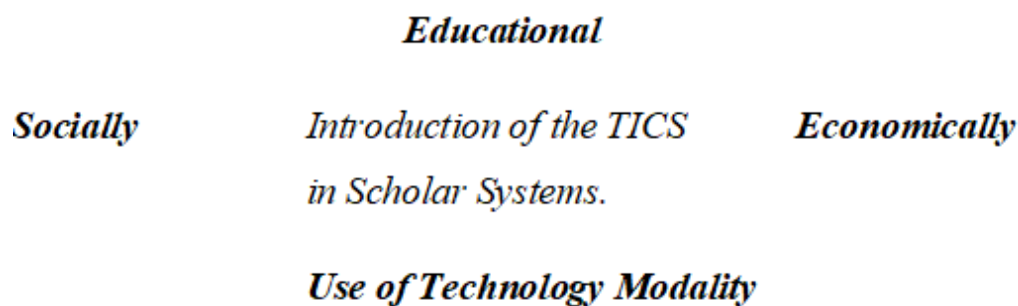 Educational
Socially Introduction of the TICS Economically
in Scholar Systems.
Use of Technology Modality